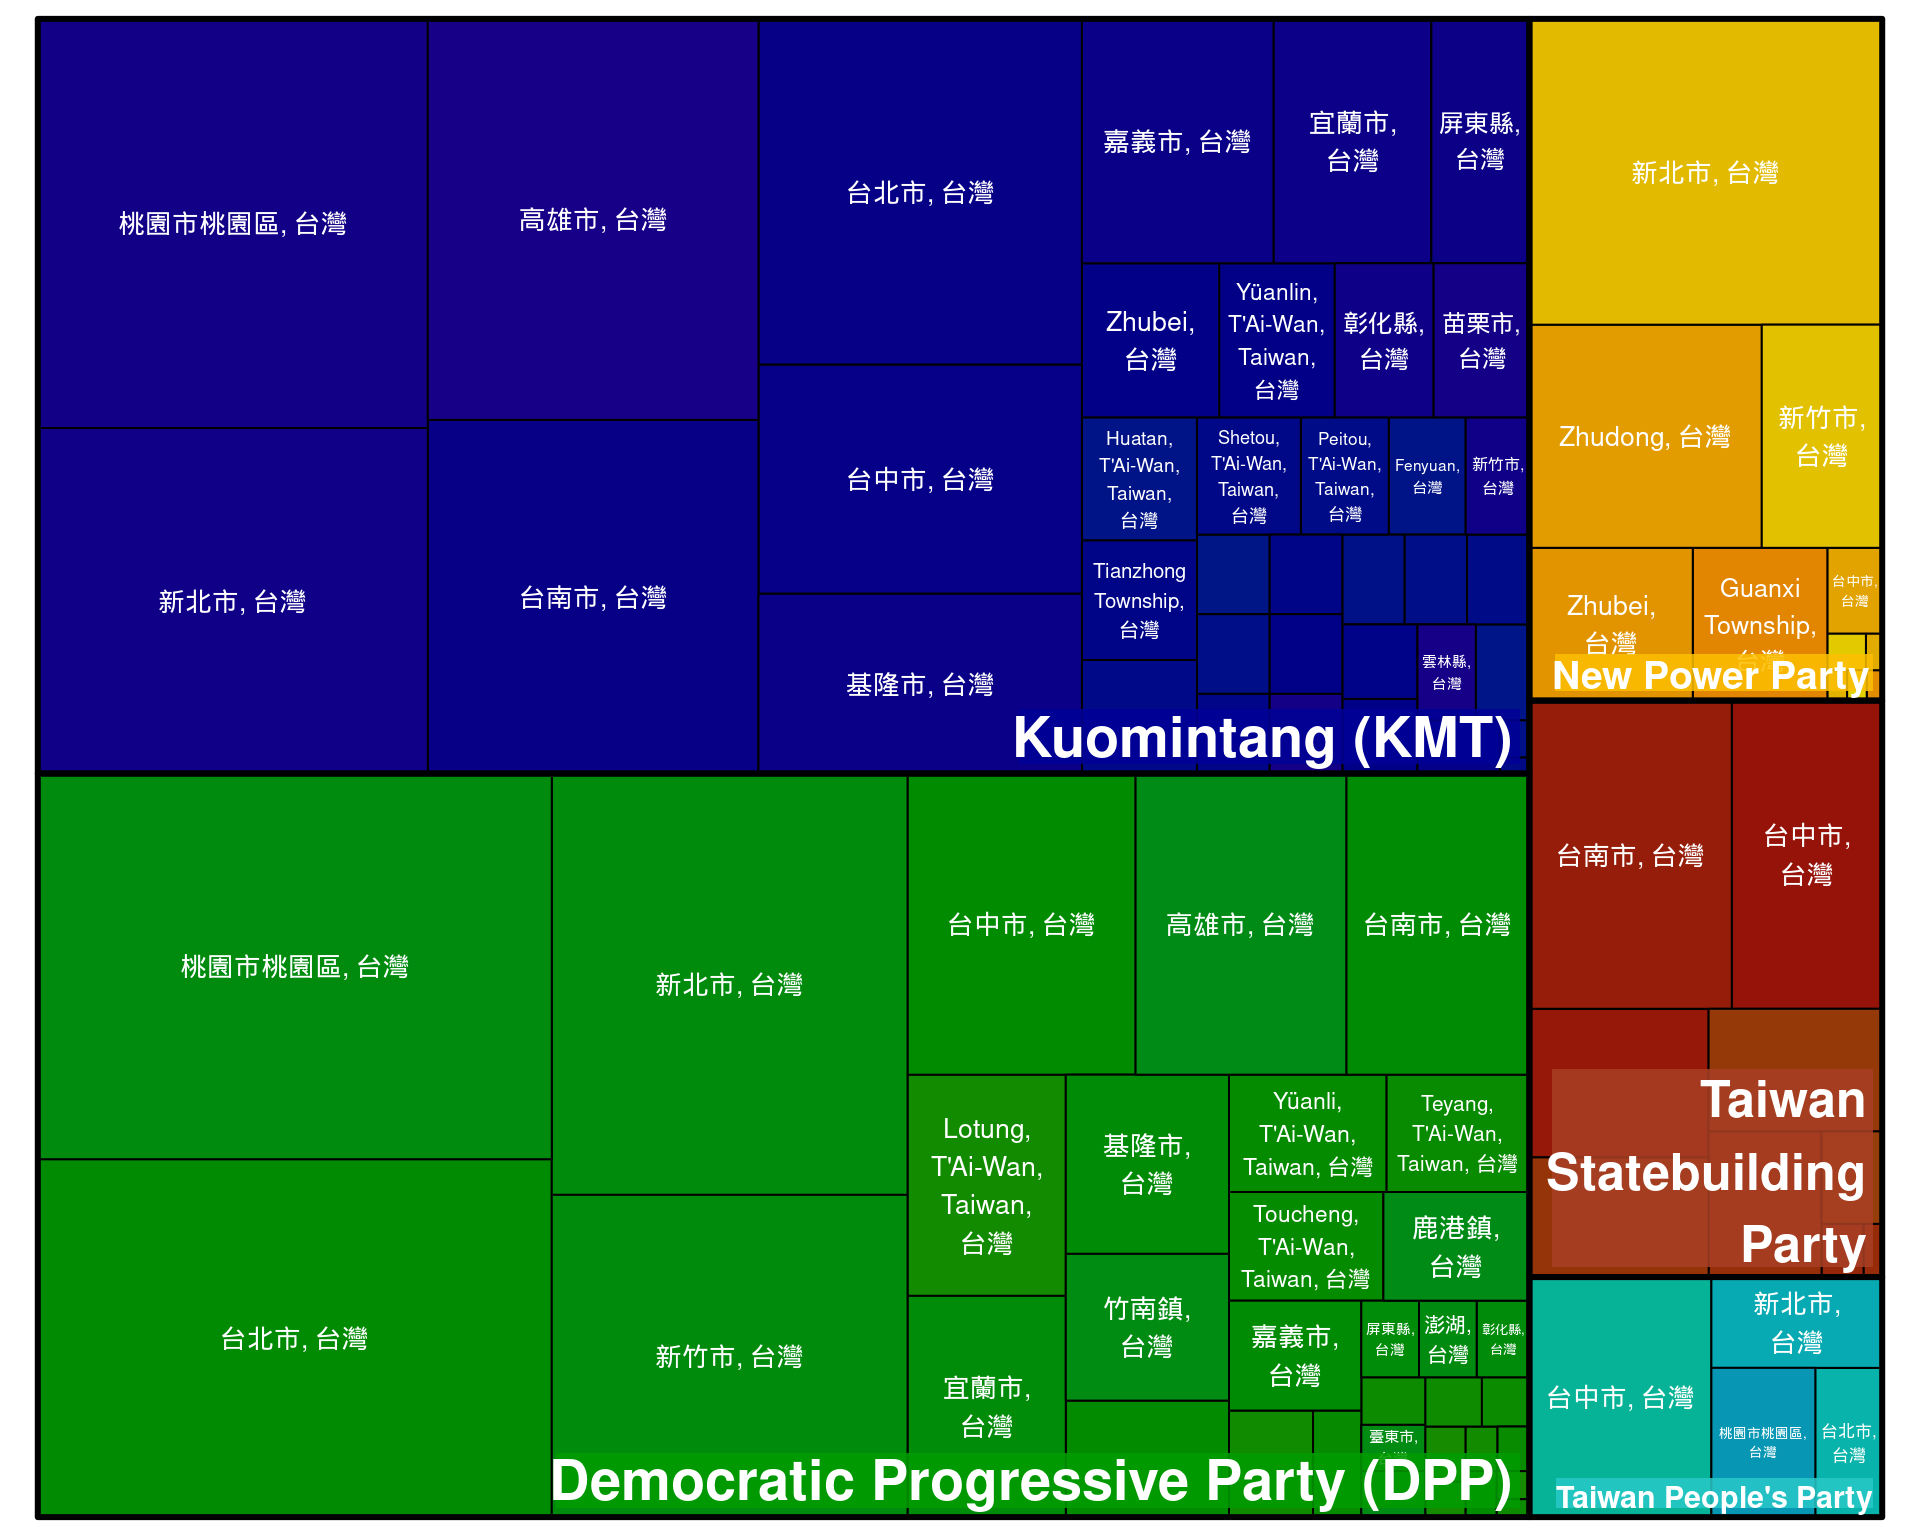 桃園市桃園區, 台灣
高雄市, 台灣
台北市, 台灣
嘉義市, 台灣
宜蘭市,
台灣
屏東縣,
台灣
Zhubei,
台灣
Yüanlin,
T'Ai-Wan,
Taiwan,
台灣
彰化縣,
台灣
苗栗市,
台灣
新北市, 台灣
台南市, 台灣
台中市, 台灣
基隆市, 台灣
Huatan,
T'Ai-Wan,
Taiwan,
台灣
Shetou,
T'Ai-Wan,
Taiwan,
台灣
Peitou,
T'Ai-Wan,
Taiwan,
台灣
Fenyuan,
台灣
新竹市,
台灣
Tianzhong
Township,
台灣
雲林縣,
台灣
Kuomintang (KMT)
新北市, 台灣
Zhudong, 台灣
新竹市,
台灣
Zhubei,
台灣
Guanxi
Township,
台灣
台中市,
台灣
New Power Party
桃園市桃園區, 台灣
新北市, 台灣
台中市, 台灣
高雄市, 台灣
台南市, 台灣
台北市, 台灣
新竹市, 台灣
Lotung,
T'Ai-Wan,
Taiwan,
台灣
基隆市,
台灣
Yüanli,
T'Ai-Wan,
Taiwan, 台灣
Teyang,
T'Ai-Wan,
Taiwan, 台灣
Toucheng,
T'Ai-Wan,
Taiwan, 台灣
鹿港鎮,
台灣
宜蘭市,
台灣
竹南鎮,
台灣
嘉義市,
台灣
屏東縣,
台灣
澎湖,
台灣
彰化縣,
台灣
臺東市,
Democratic Progressive Party (DPP)
台南市, 台灣
台中市,
台灣
Taiwan
Statebuilding
Party
台中市, 台灣
新北市,
台灣
桃園市桃園區,
台灣
台北市,
台灣
Taiwan People's Party